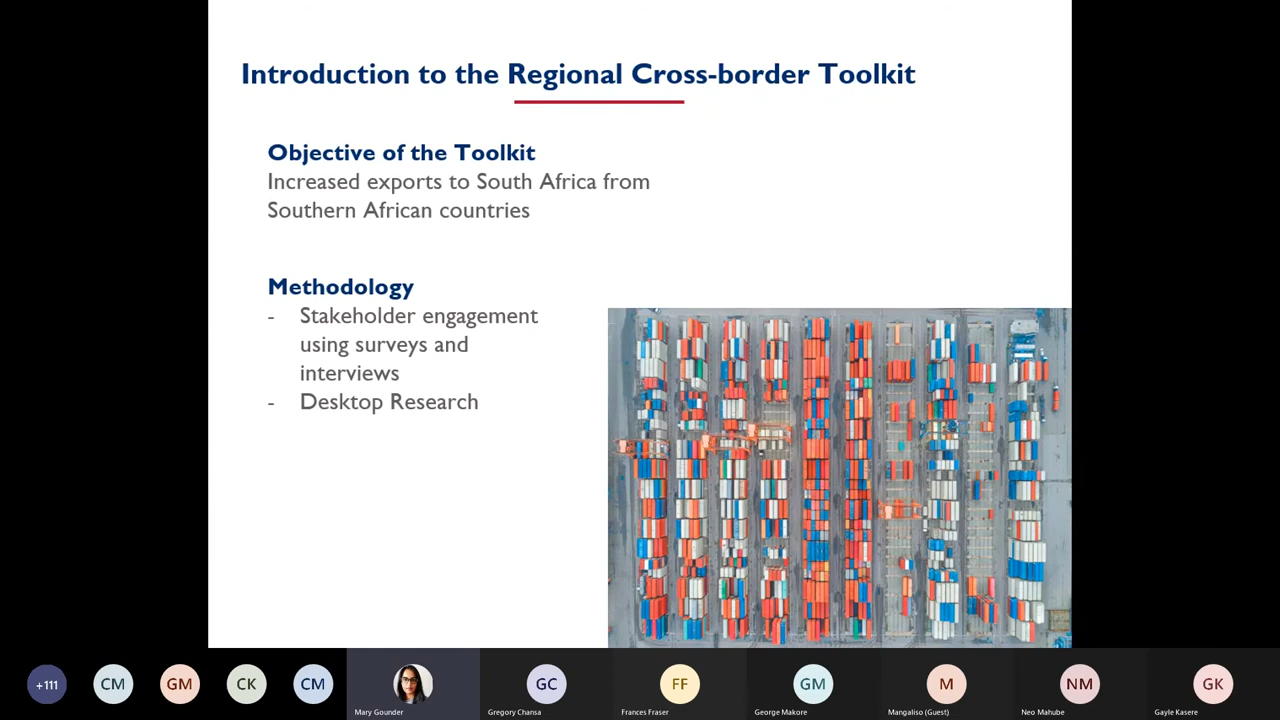 Introduction to the Regional Cross-border Toolkit
Objective of the Toolkit
Increased exports to South Africa from
Southern African countries
Methodology
- Stakeholder engagement
using surveys and
interviews
- Desktop Research
+111
CM
GM
CK
CM
Mary Gounder
GC
Gregory Chansa
FF
Frances Fraser
GM
George Makore
M
Mangaliso (Guest)
NM
Neo Mahube
GK
Gayle Kasere